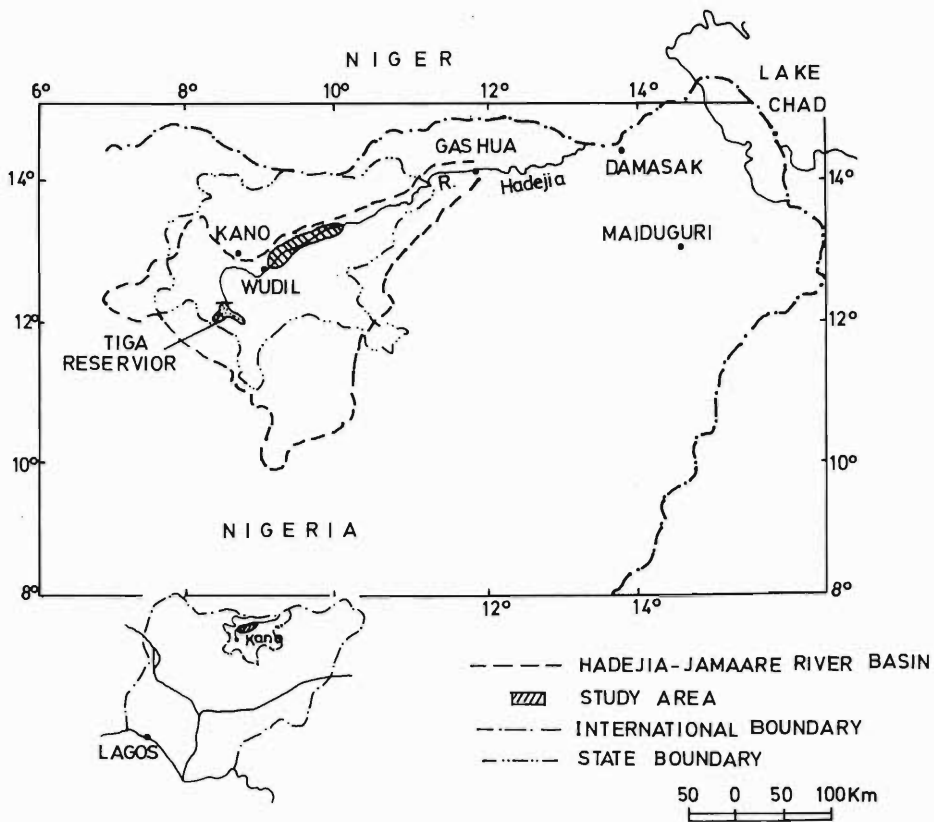 NIGER
6° 8° 10° 12° 14°
LAKE
CHAD
GASHUA
R. Hadejia
DAMASAK
14° 14°
KANO
MAIDUGURI
WUDIL
12° 12°
TIGA
RESERVIOR
10° 10°
NIGERIA
8° 8°
12° 14°
Kano
LAGOS
HADEJIA-JAMAARE RIVER BASIN
STUDY AREA
INTERNATIONAL BOUNDARY
STATE BOUNDARY
50 0 50 100Km